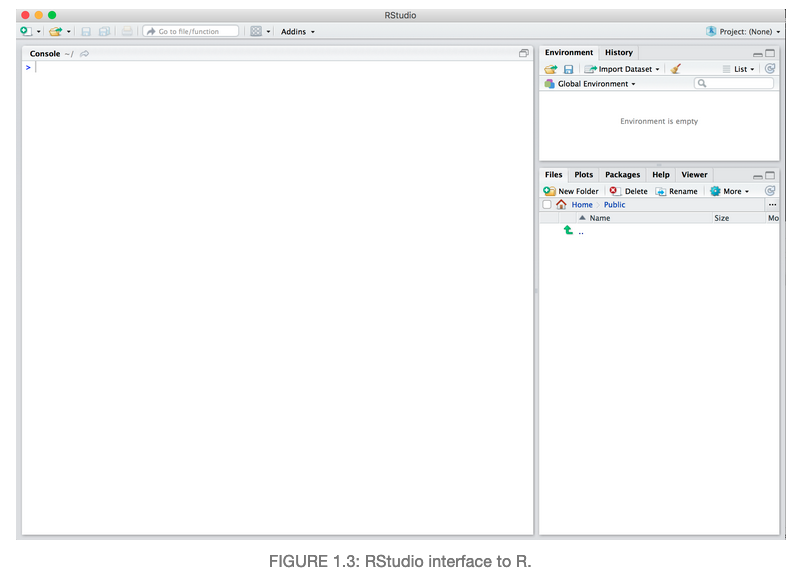 RStudio
Go to file/function
Addins
Project: (None)
Console ~/
>
Environment History
Import Dataset
List
Global Environment
Environment is empty
Files Plots Packages Help Viewer
New Folder Delete Rename More
Home Public
...
Name Size Mo
..
FIGURE 1.3: RStudio interface to R.